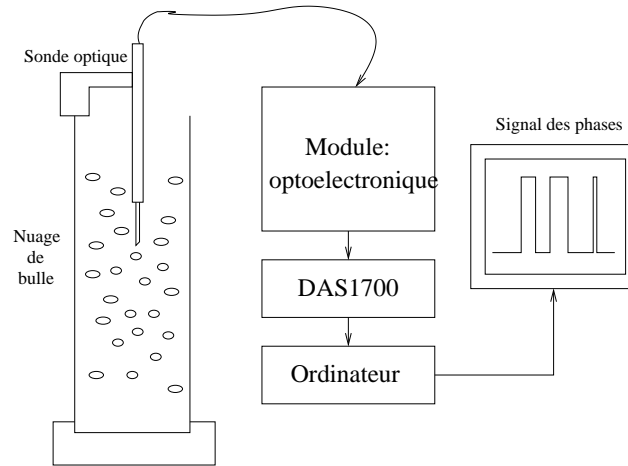 Sonde optique
Signal des phases
Module:
optoelectronique
Nuage
de
bulle
DAS1700
Ordinateur